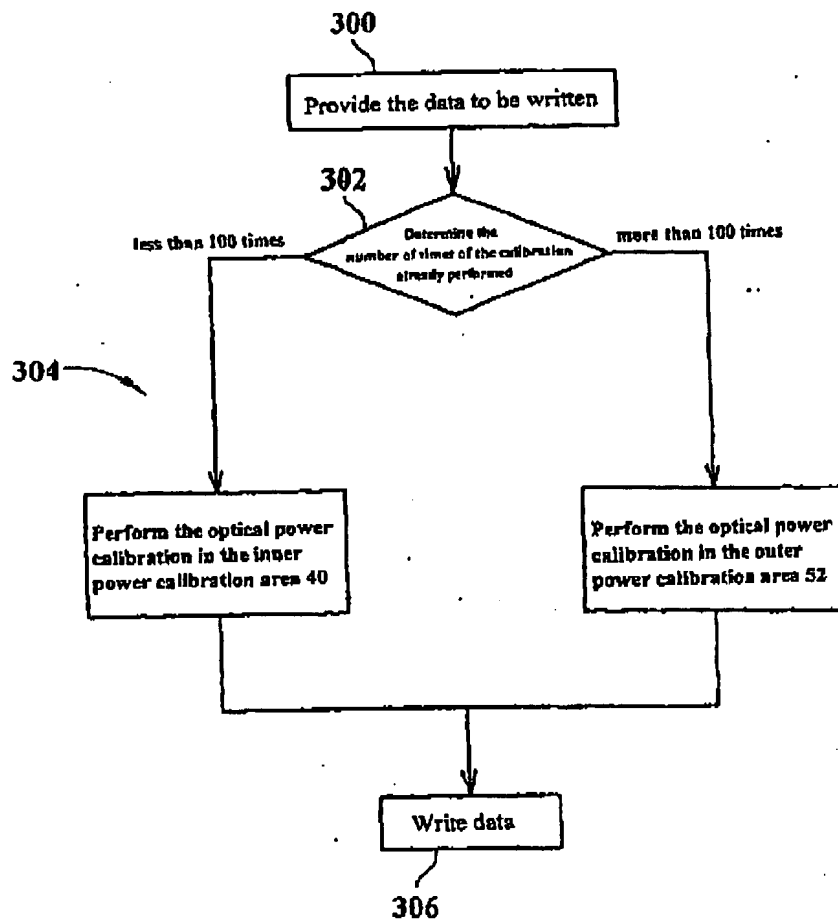 300
Provide the data to be written
302
less than 100 times
Determine the
number of times of the calibration
already performed
more than 100 times
304
Perform the optical power
calibration in the inner
power calibration area 40
Perform the optical power
calibration in the outer
power calibration area 52
Write data
306